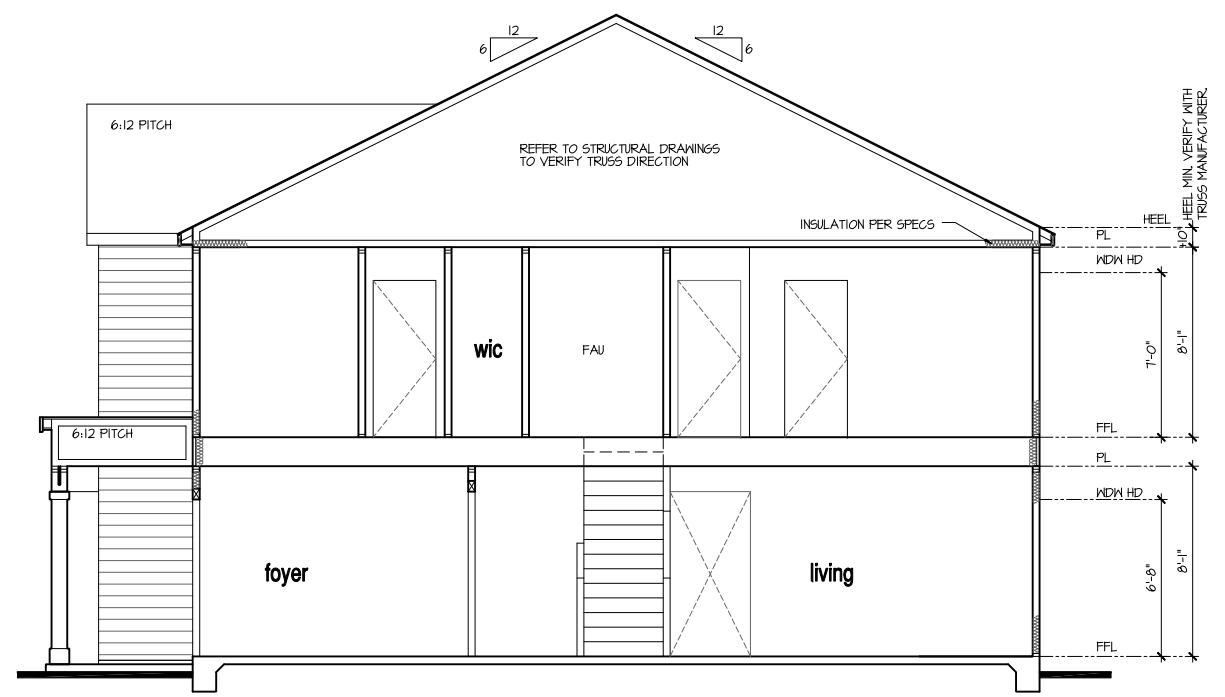 12
6
12
6
6:12 PITCH
REFER TO STRUCTURAL DRAWINGS
TO VERIFY TRUSS DIRECTION
INSULATION PER SPECS
10" HEEL MIN. VERIFY WITH
TRUSS MANUFACTURER.
HEEL
PL
WDW HD
wic
FAU
7'-0"
8'-1"
6:12 PITCH
FFL
PL
WDW HD
foyer
living
6'-8"
8'-1"
FFL